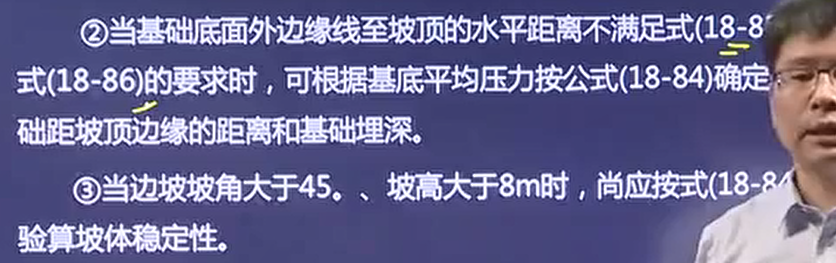 ②当基础底面外边缘线至坡顶的水平距离不满足式(18-8
式(18-86)的要求时，可根据基底平均压力按公式(18-84)确定
础距坡顶边缘的距离和基础埋深。
③当边坡坡角大于45。、坡高大于8m时，尚应按式(18-84
验算坡体稳定性。